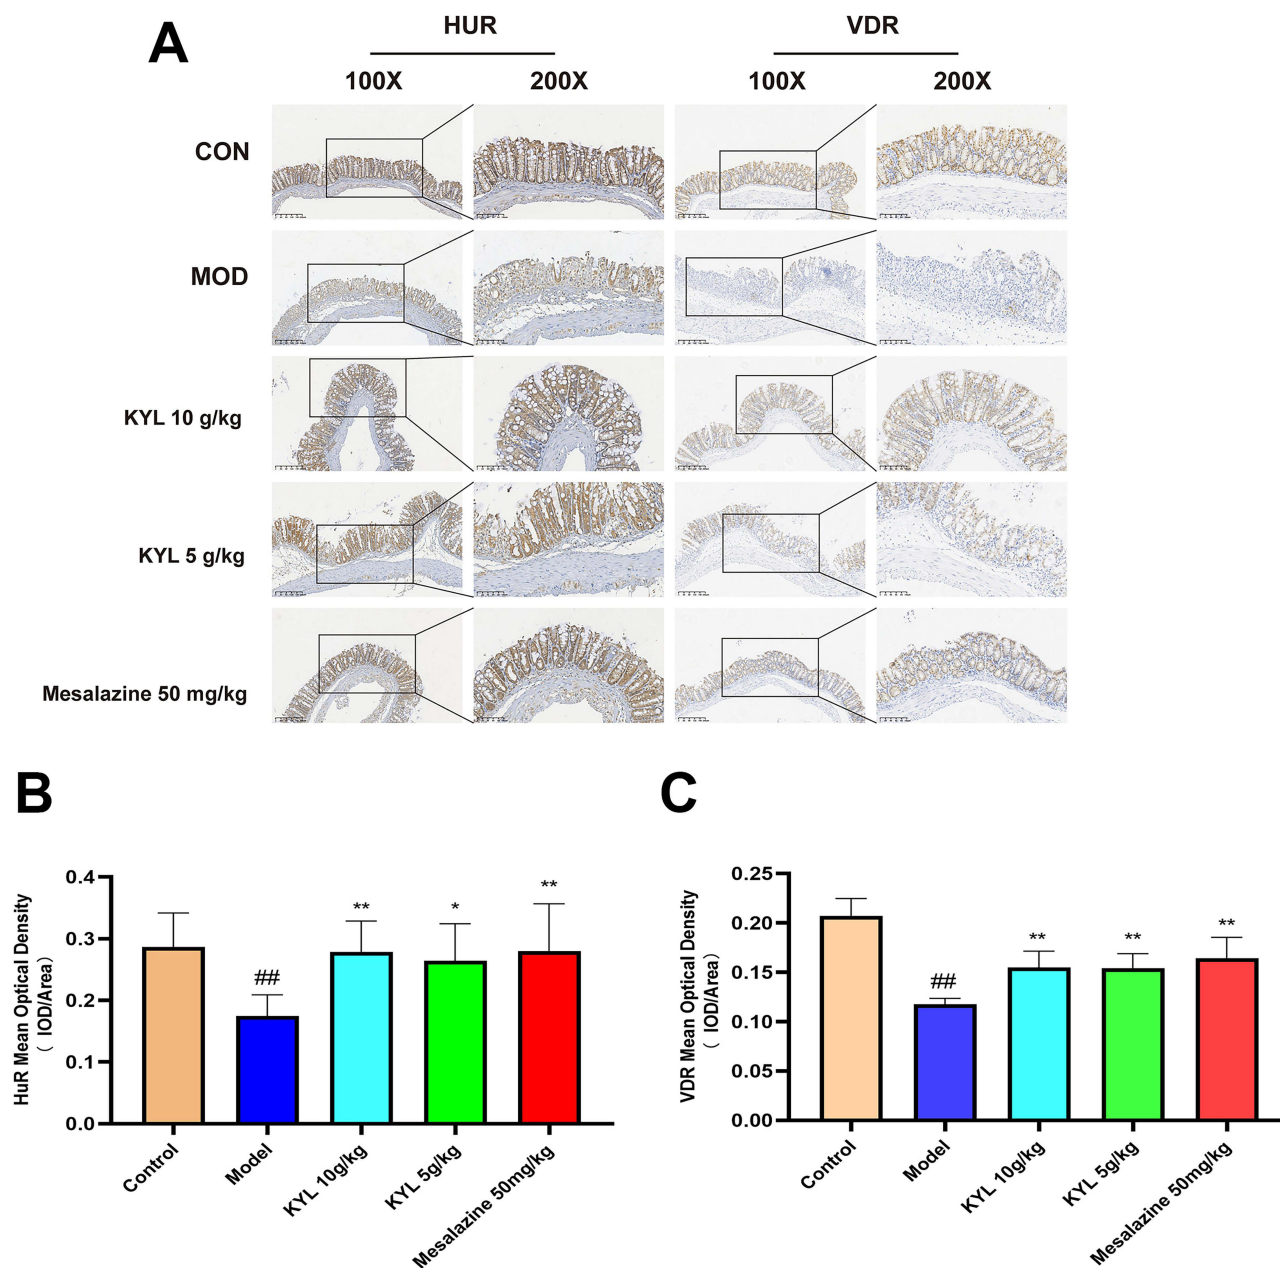 A
HUR VDR
100X 200X 100X 200X
CON
MOD
KYL 10 g/kg
KYL 5 g/kg
Mesalazine 50 mg/kg
B
HuR Mean Optical Density
( IOD/Area)
0.4
0.3
0.2
0.1
0.0
##
**
*
**
Control
Model
KYL 10g/kg
KYL 5g/kg
Mesalazine 50mg/kg
C
VDR Mean Optical Density
( IOD/Area)
0.25
0.20
0.15
0.10
0.05
0.00
##
**
**
**
Control
Model
KYL 10g/kg
KYL 5g/kg
Mesalazine 50mg/kg